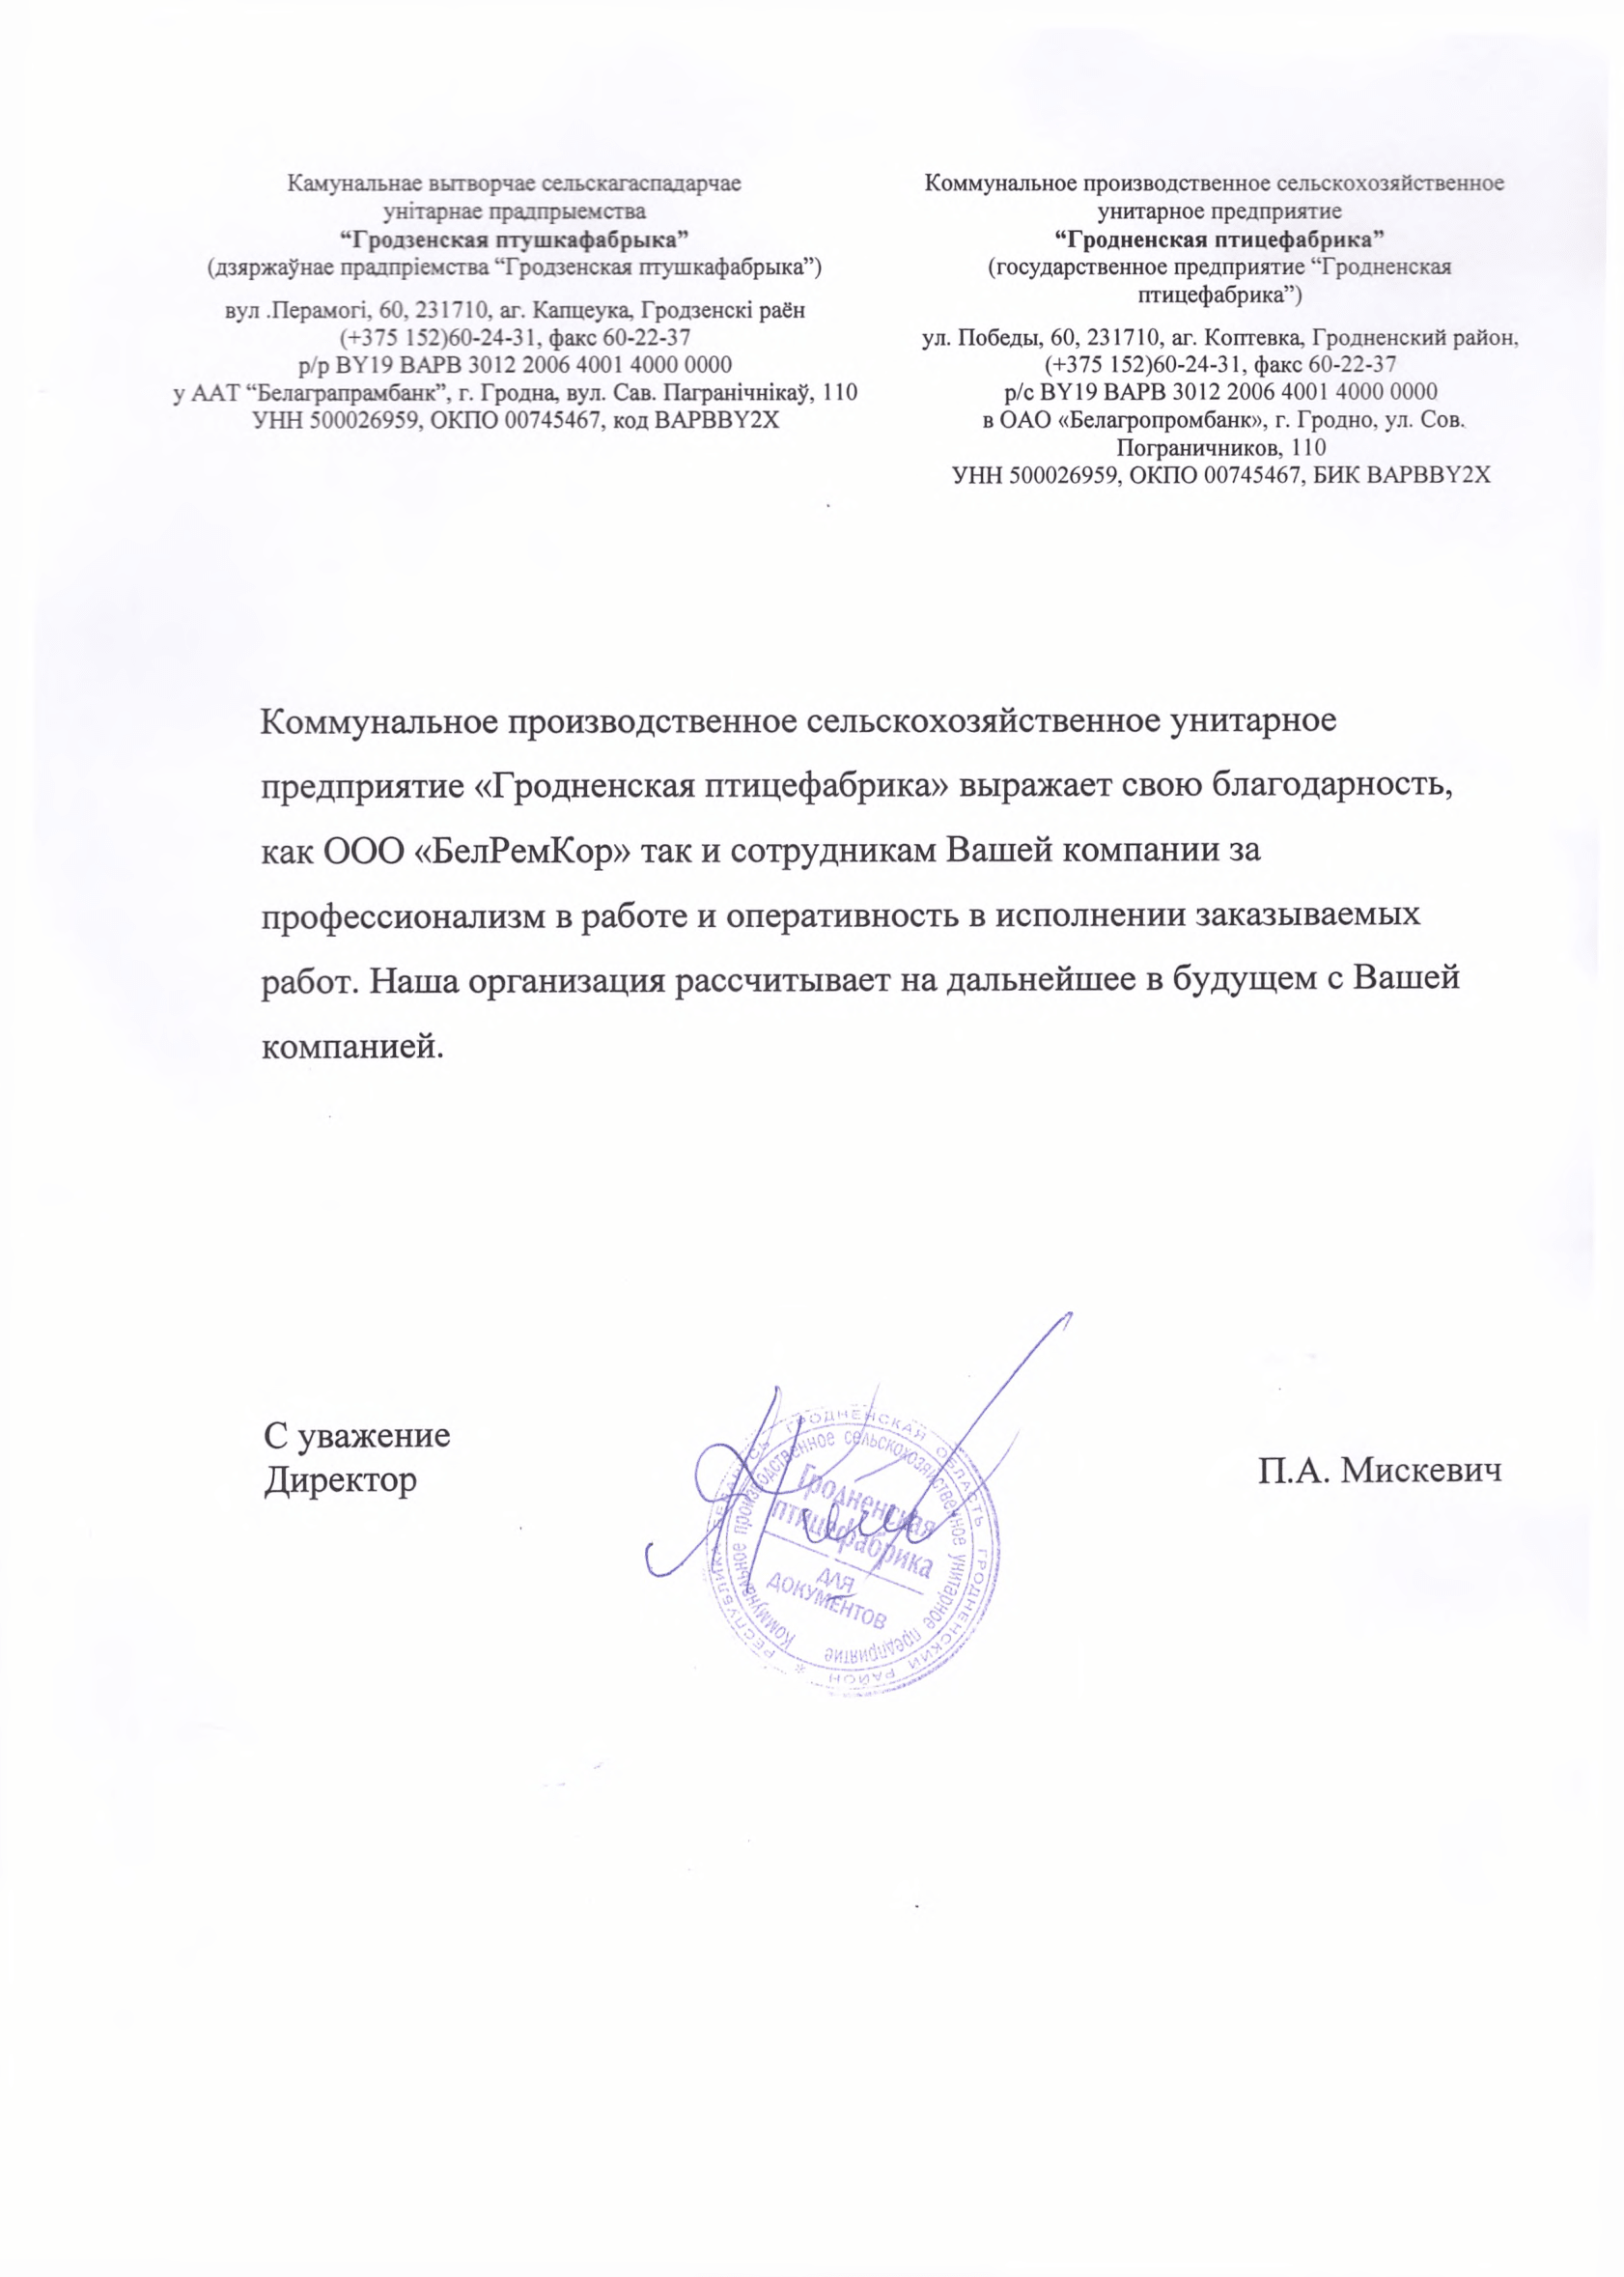 Камунальнае вытворчае сельскагаспадарчае
унітарнае прадпрыемства
“Гродзенская птушкафабрыка”
(дзяржаўнае прадпріемства “Гродзенская птушкафабрыка”)
вул .Перамогі, 60, 231710, аг. Капцеука, Гродзенскі раён
(+375 152)60-24-31, факс 60-22-37
р/р BY19 BAPB 3012 2006 4001 4000 0000
у ААТ “Белаграпрамбанк”, г. Гродна, вул. Сав. Пагранічнікаў, 110
УНН 500026959, ОКПО 00745467, код BAPBBY2X
Коммунальное производственное сельскохозяйственное
унитарное предприятие
“Гродненская птицефабрика”
(государственное предприятие “Гродненская
птицефабрика”)
ул. Победы, 60, 231710, аг. Коптевка, Гродненский район,
(+375 152)60-24-31, факс 60-22-37
р/с BY19 BAPB 3012 2006 4001 4000 0000
в ОАО «Белагропромбанк», г. Гродно, ул. Сов.
Пограничников, 110
УНН 500026959, ОКПО 00745467, БИК BAPBBY2X
Коммунальное производственное сельскохозяйственное унитарное
предприятие «Гродненская птицефабрика» выражает свою благодарность,
как ООО «БелРемКор» так и сотрудникам Вашей компании за
профессионализм в работе и оперативность в исполнении заказываемых
работ. Наша организация рассчитывает на дальнейшее в будущем с Вашей
компанией.
С уважение
Директор
П.А. Мискевич
РЕСПУБЛИКА БЕЛАРУСЬ ГРОДНЕНСКАЯ ОБЛАСТЬ ГРОДНЕНСКИЙ РАЙОН
Коммунальное производственное сельскохозяйственное унитарное предприятие
Гродненская
птицефабрика
ДЛЯ
ДОКУМЕНТОВ